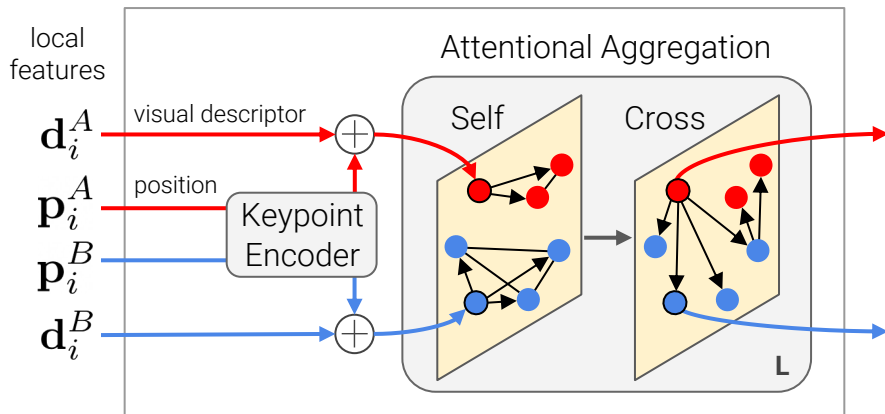 local
features
Attentional Aggregation
visual descriptor
Self
Cross
d_i^A
position
p_i^A
Keypoint
Encoder
p_i^B
d_i^B
L